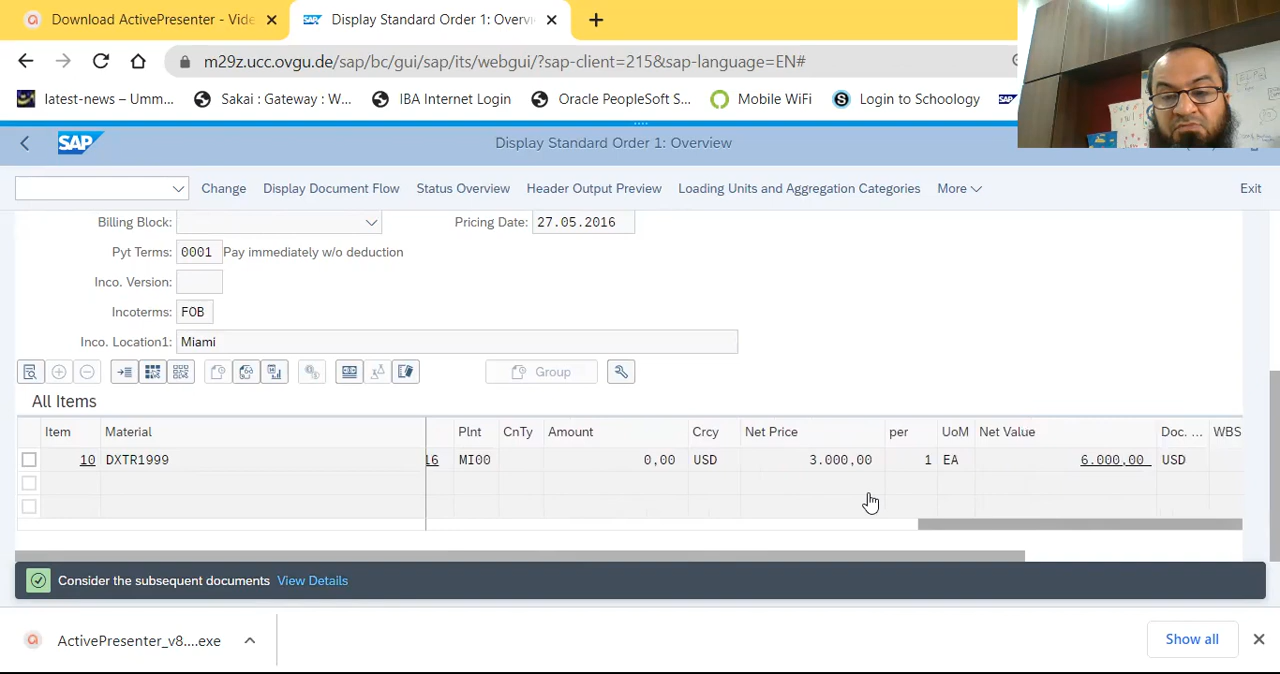 Download ActivePresenter - Vide
Display Standard Order 1: Overv
m29z.ucc.ovgu.de/sap/bc/gui/sap/its/webgui/?sap-client=215&sap-language=EN#
latest-news – Umm...
Sakai : Gateway : W...
IBA Internet Login
Oracle PeopleSoft S...
Mobile WiFi
Login to Schoology
SAP
Display Standard Order 1: Overview
Change
Display Document Flow
Status Overview
Header Output Preview
Loading Units and Aggregation Categories
More
Exit
Billing Block:
Pricing Date: 27.05.2016
Pyt Terms: 0001 Pay immediately w/o deduction
Inco. Version:
Incoterms: FOB
Inco. Location1: Miami
Group
All Items
Item Material Plnt CnTy Amount Crcy Net Price per UoM Net Value Doc. ... WBS
10 DXTR1999 16 MI00 0,00 USD 3.000,00 1 EA 6.000,00 USD
Consider the subsequent documents View Details
ActivePresenter_v8....exe
Show all